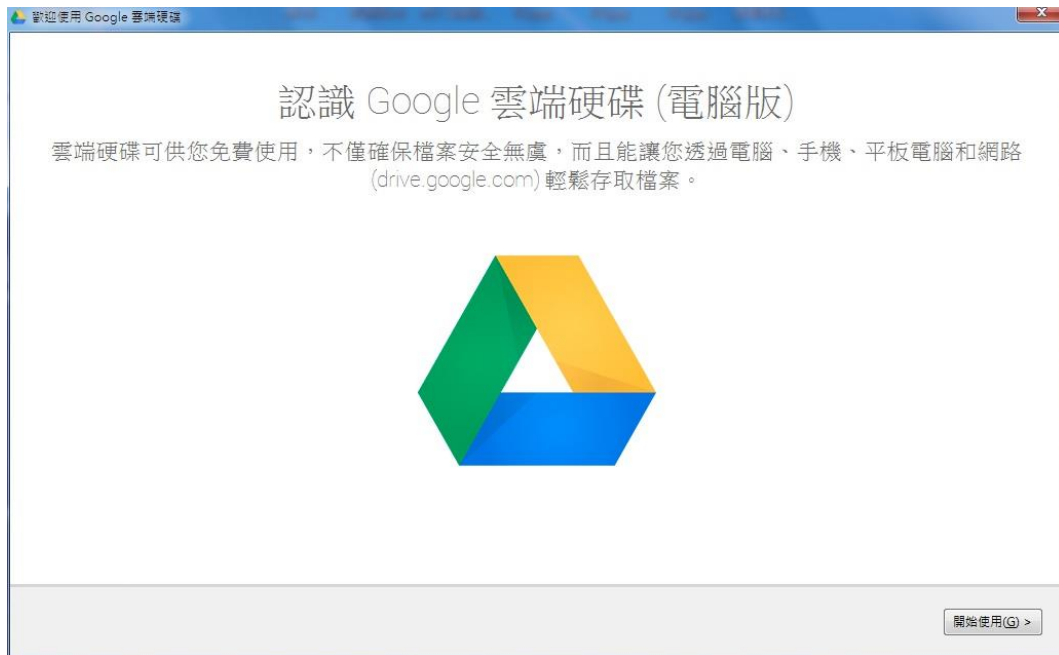 歡迎使用 Google 雲端硬碟
認識 Google 雲端硬碟 (電腦版)
雲端硬碟可供您免費使用，不僅確保檔案安全無虞，而且能讓您透過電腦、手機、平板電腦和網路
(drive.google.com) 輕鬆存取檔案。
開始使用(G) >